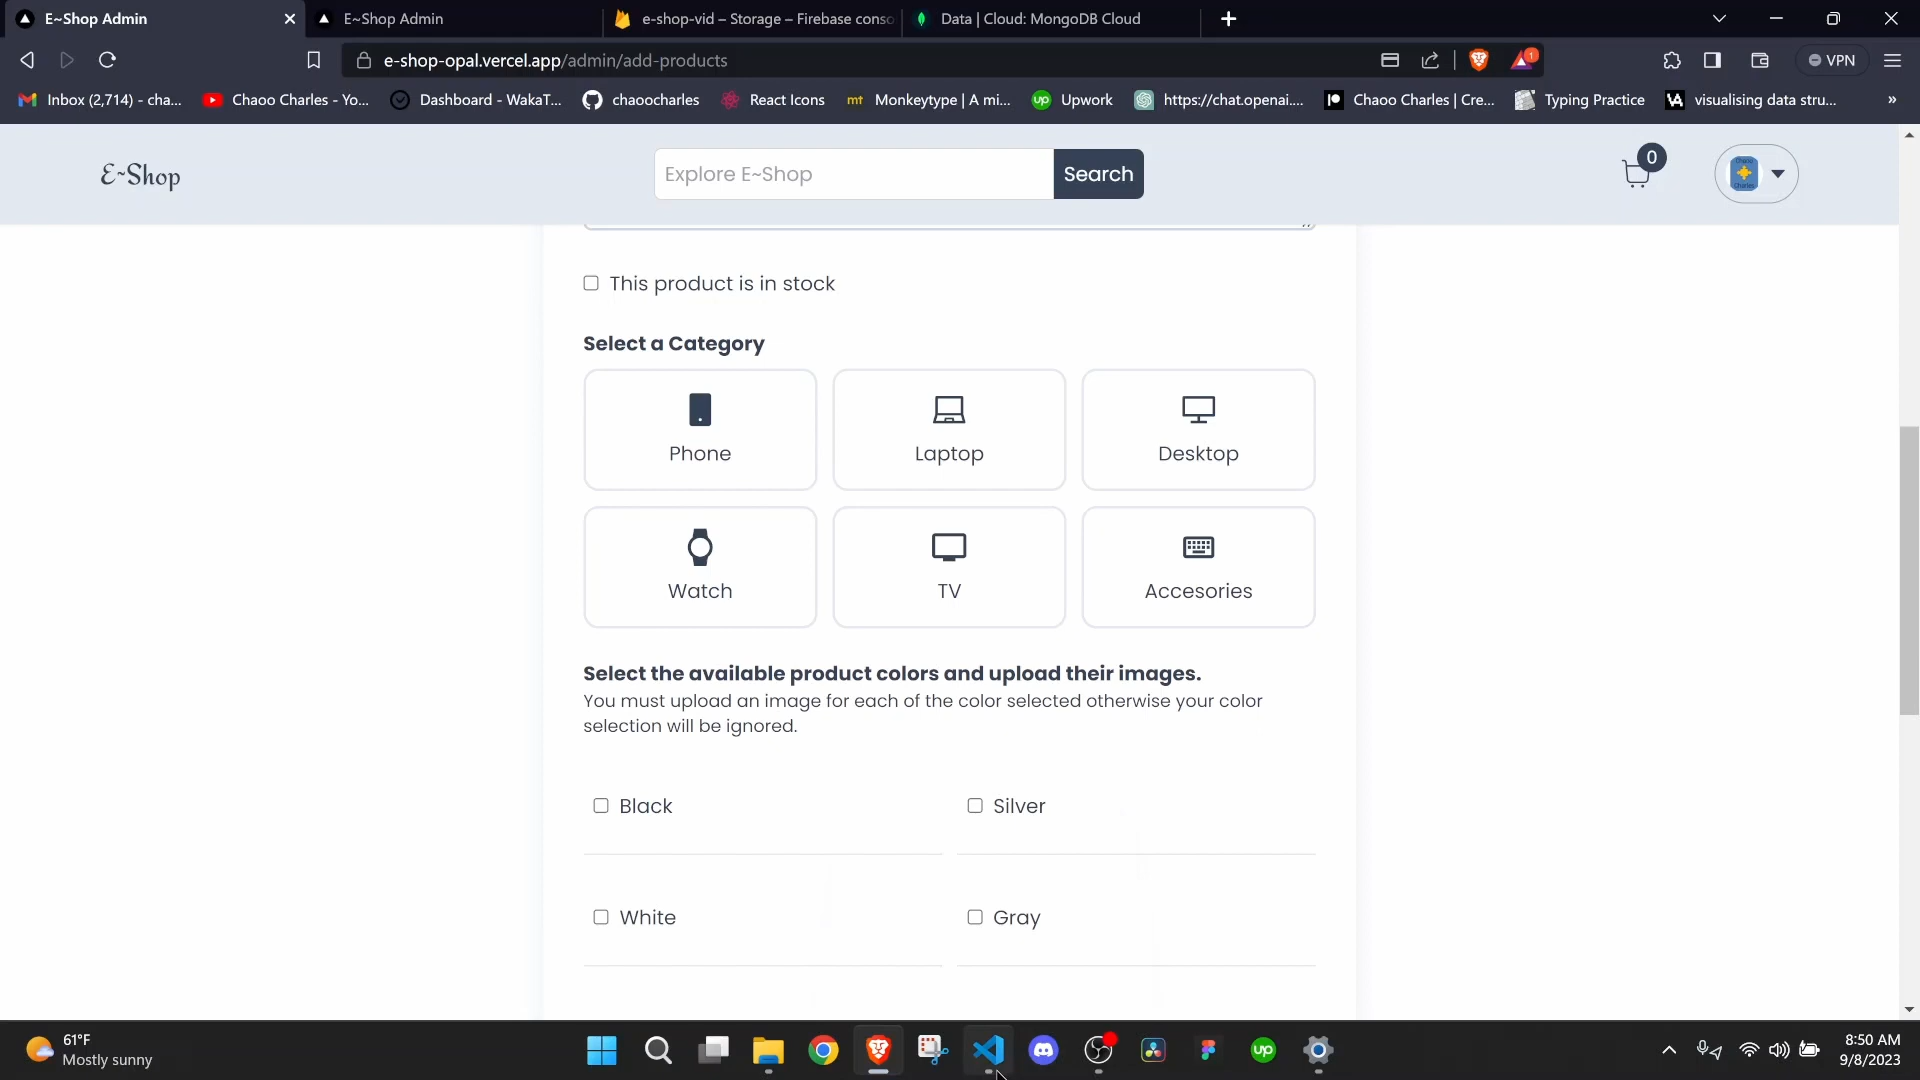 E~Shop Admin
E~Shop Admin
e-shop-vid – Storage – Firebase conso
Data | Cloud: MongoDB Cloud
e-shop-opal.vercel.app/admin/add-products
1
VPN
Inbox (2,714) - cha...
Chaoo Charles - Yo...
Dashboard - WakaT...
chaoocharles
React Icons
mt
Monkeytype | A mi...
up
Upwork
https://chat.openai....
Chaoo Charles | Cre...
Typing Practice
visualising data stru...
»
E~Shop
Explore E~Shop
Search
0
This product is in stock
Select a Category
Phone
Laptop
Desktop
Watch
TV
Accesories
Select the available product colors and upload their images.
You must upload an image for each of the color selected otherwise your color
selection will be ignored.
Black
Silver
White
Gray
61°F
Mostly sunny
up
8:50 AM
9/8/2023